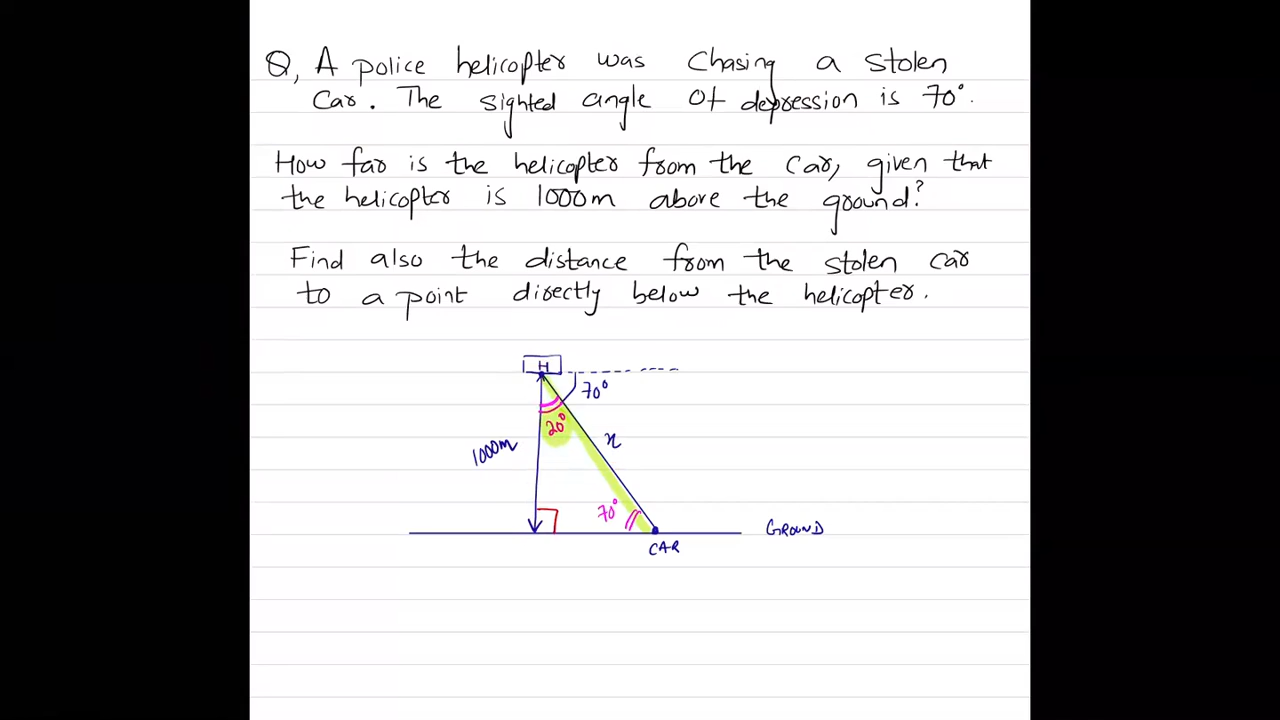 Q, A police helicopter was Chasing a stolen
Car. The sighted angle Of depression is 70°.
How far is the helicopter from the Car, given that
the helicopter is 1000m above the ground?
Find also the distance from the stolen car
to a point directly below the helicopter.
H
70°
20°
1000m
x
70°
GROUND
CAR